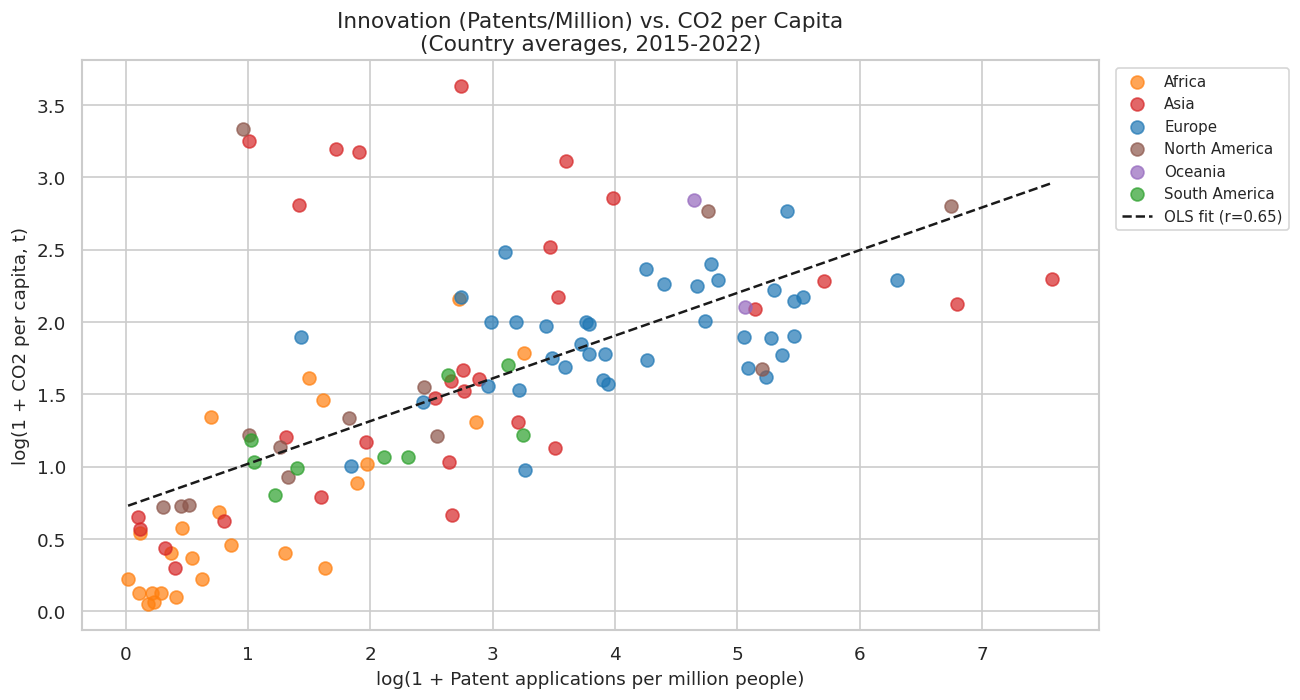 Innovation (Patents/Million) vs. CO2 per Capita
(Country averages, 2015-2022)
log(1 + CO2 per capita, t)
3.5
3.0
2.5
2.0
1.5
1.0
0.5
0.0
0 1 2 3 4 5 6 7
log(1 + Patent applications per million people)
Africa
Asia
Europe
North America
Oceania
South America
OLS fit (r=0.65)